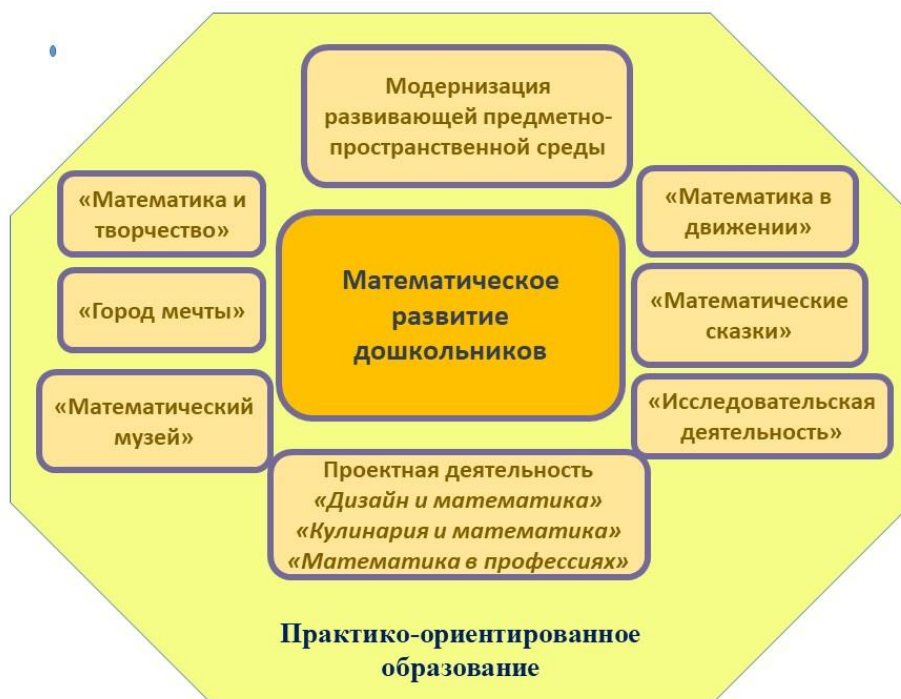 Модернизация
развивающей предметно-
пространственной среды
«Математика и
творчество»
«Математика в
движении»
Математическое
развитие
дошкольников
«Город мечты»
«Математические
сказки»
«Математический
музей»
«Исследовательская
деятельность»
Проектная деятельность
«Дизайн и математика»
«Кулинария и математика»
«Математика в профессиях»
Практико-ориентированное
образование